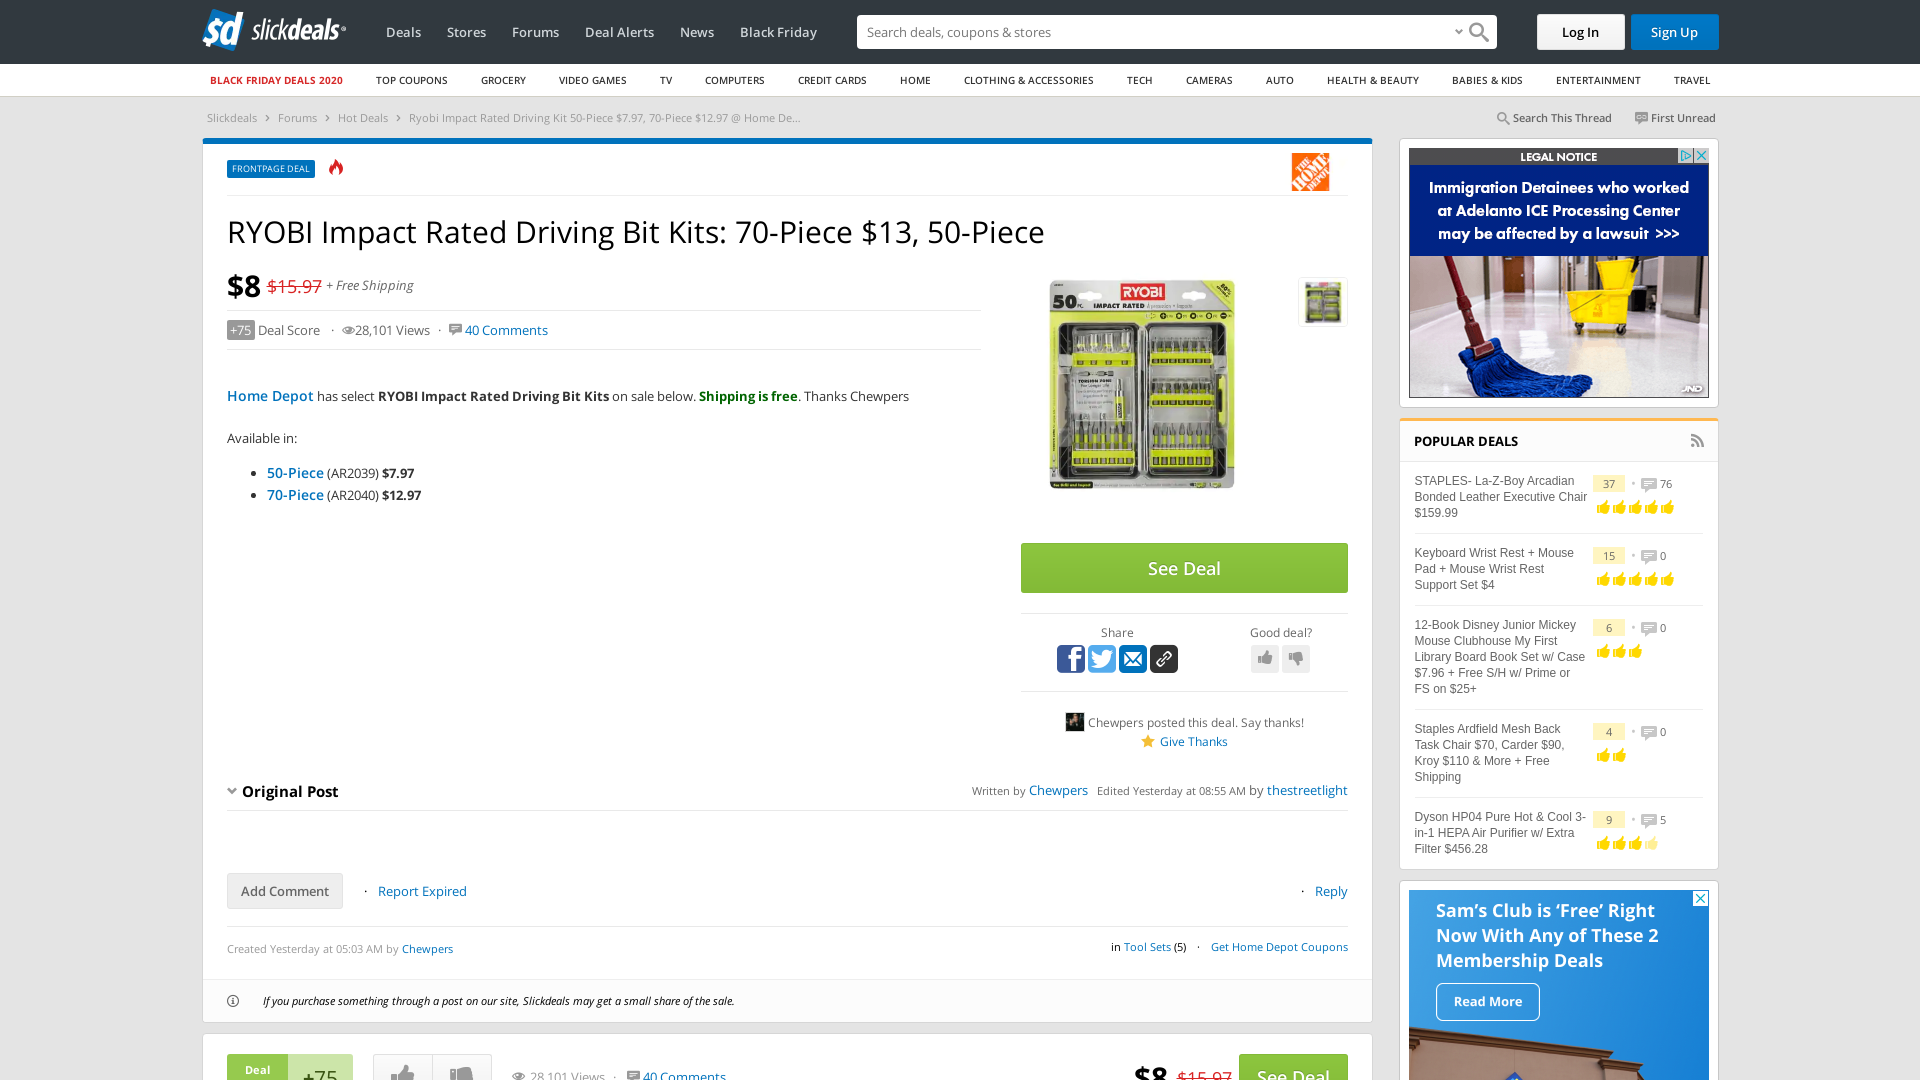 sd slickdeals
Deals
Stores
Forums
Deal Alerts
News
Black Friday
Search deals, coupons & stores
Log In
Sign Up
BLACK FRIDAY DEALS 2020
TOP COUPONS
GROCERY
VIDEO GAMES
TV
COMPUTERS
CREDIT CARDS
HOME
CLOTHING & ACCESSORIES
TECH
CAMERAS
AUTO
HEALTH & BEAUTY
BABIES & KIDS
ENTERTAINMENT
TRAVEL
Slickdeals › Forums › Hot Deals › Ryobi Impact Rated Driving Kit 50-Piece $7.97, 70-Piece $12.97 @ Home De...
Search This Thread
First Unread
FRONTPAGE DEAL
THE HOME DEPOT
RYOBI Impact Rated Driving Bit Kits: 70-Piece $13, 50-Piece
$8 $15.97 + Free Shipping
+75 Deal Score · 28,101 Views · 40 Comments
Home Depot has select RYOBI Impact Rated Driving Bit Kits on sale below. Shipping is free. Thanks Chewpers
Available in:
50-Piece (AR2039) $7.97
70-Piece (AR2040) $12.97
RYOBI
50 PC.
IMPACT RATED
See Deal
Share
Good deal?
Chewpers posted this deal. Say thanks!
Give Thanks
Original Post
Written by Chewpers Edited Yesterday at 08:55 AM by thestreetlight
Add Comment · Report Expired
· Reply
Created Yesterday at 05:03 AM by Chewpers
in Tool Sets (5) · Get Home Depot Coupons
If you purchase something through a post on our site, Slickdeals may get a small share of the sale.
Deal
+75
28,101 Views · 40 Comments
$8 $15.97
See Deal
LEGAL NOTICE
Immigration Detainees who worked
at Adelanto ICE Processing Center
may be affected by a lawsuit >>>
JND
POPULAR DEALS
STAPLES- La-Z-Boy Arcadian
Bonded Leather Executive Chair
$159.99
37 • 76
Keyboard Wrist Rest + Mouse
Pad + Mouse Wrist Rest
Support Set $4
15 • 0
12-Book Disney Junior Mickey
Mouse Clubhouse My First
Library Board Book Set w/ Case
$7.96 + Free S/H w/ Prime or
FS on $25+
6 • 0
Staples Ardfield Mesh Back
Task Chair $70, Carder $90,
Kroy $110 & More + Free
Shipping
4 • 0
Dyson HP04 Pure Hot & Cool 3-
in-1 HEPA Air Purifier w/ Extra
Filter $456.28
9 • 5
Sam's Club is 'Free' Right
Now With Any of These 2
Membership Deals
Read More